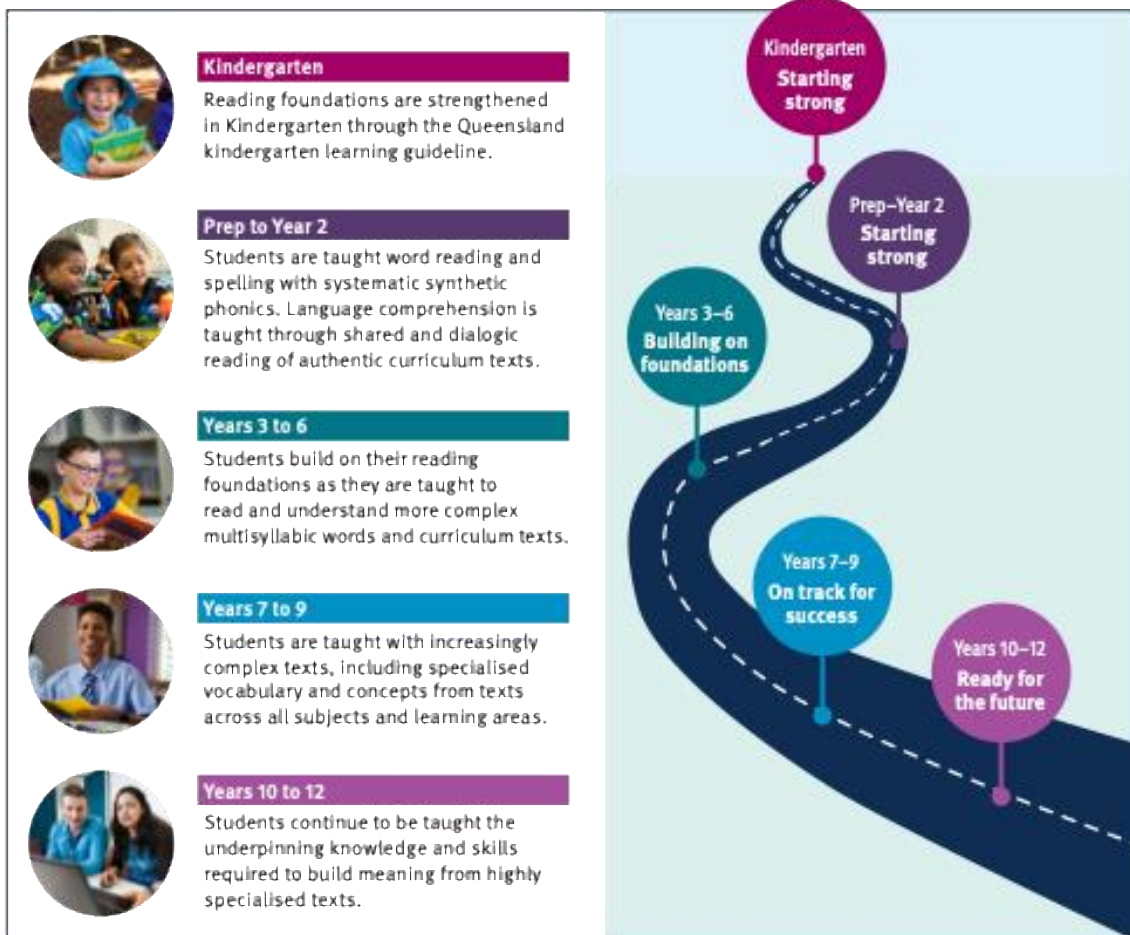 Kindergarten
Reading foundations are strengthened
in Kindergarten through the Queensland
kindergarten learning guideline.
Prep to Year 2
Students are taught word reading and
spelling with systematic synthetic
phonics. Language comprehension is
taught through shared and dialogic
reading of authentic curriculum texts.
Years 3 to 6
Students build on their reading
foundations as they are taught to
read and understand more complex
multisyllabic words and curriculum texts.
Years 7 to 9
Students are taught with increasingly
complex texts, including specialised
vocabulary and concepts from texts
across all subjects and learning areas.
Years 10 to 12
Students continue to be taught the
underpinning knowledge and skills
required to build meaning from highly
specialised texts.
Kindergarten
Starting
strong
Prep–Year 2
Starting
strong
Years 3–6
Building on
foundations
Years 7–9
On track for
success
Years 10–12
Ready for
the future